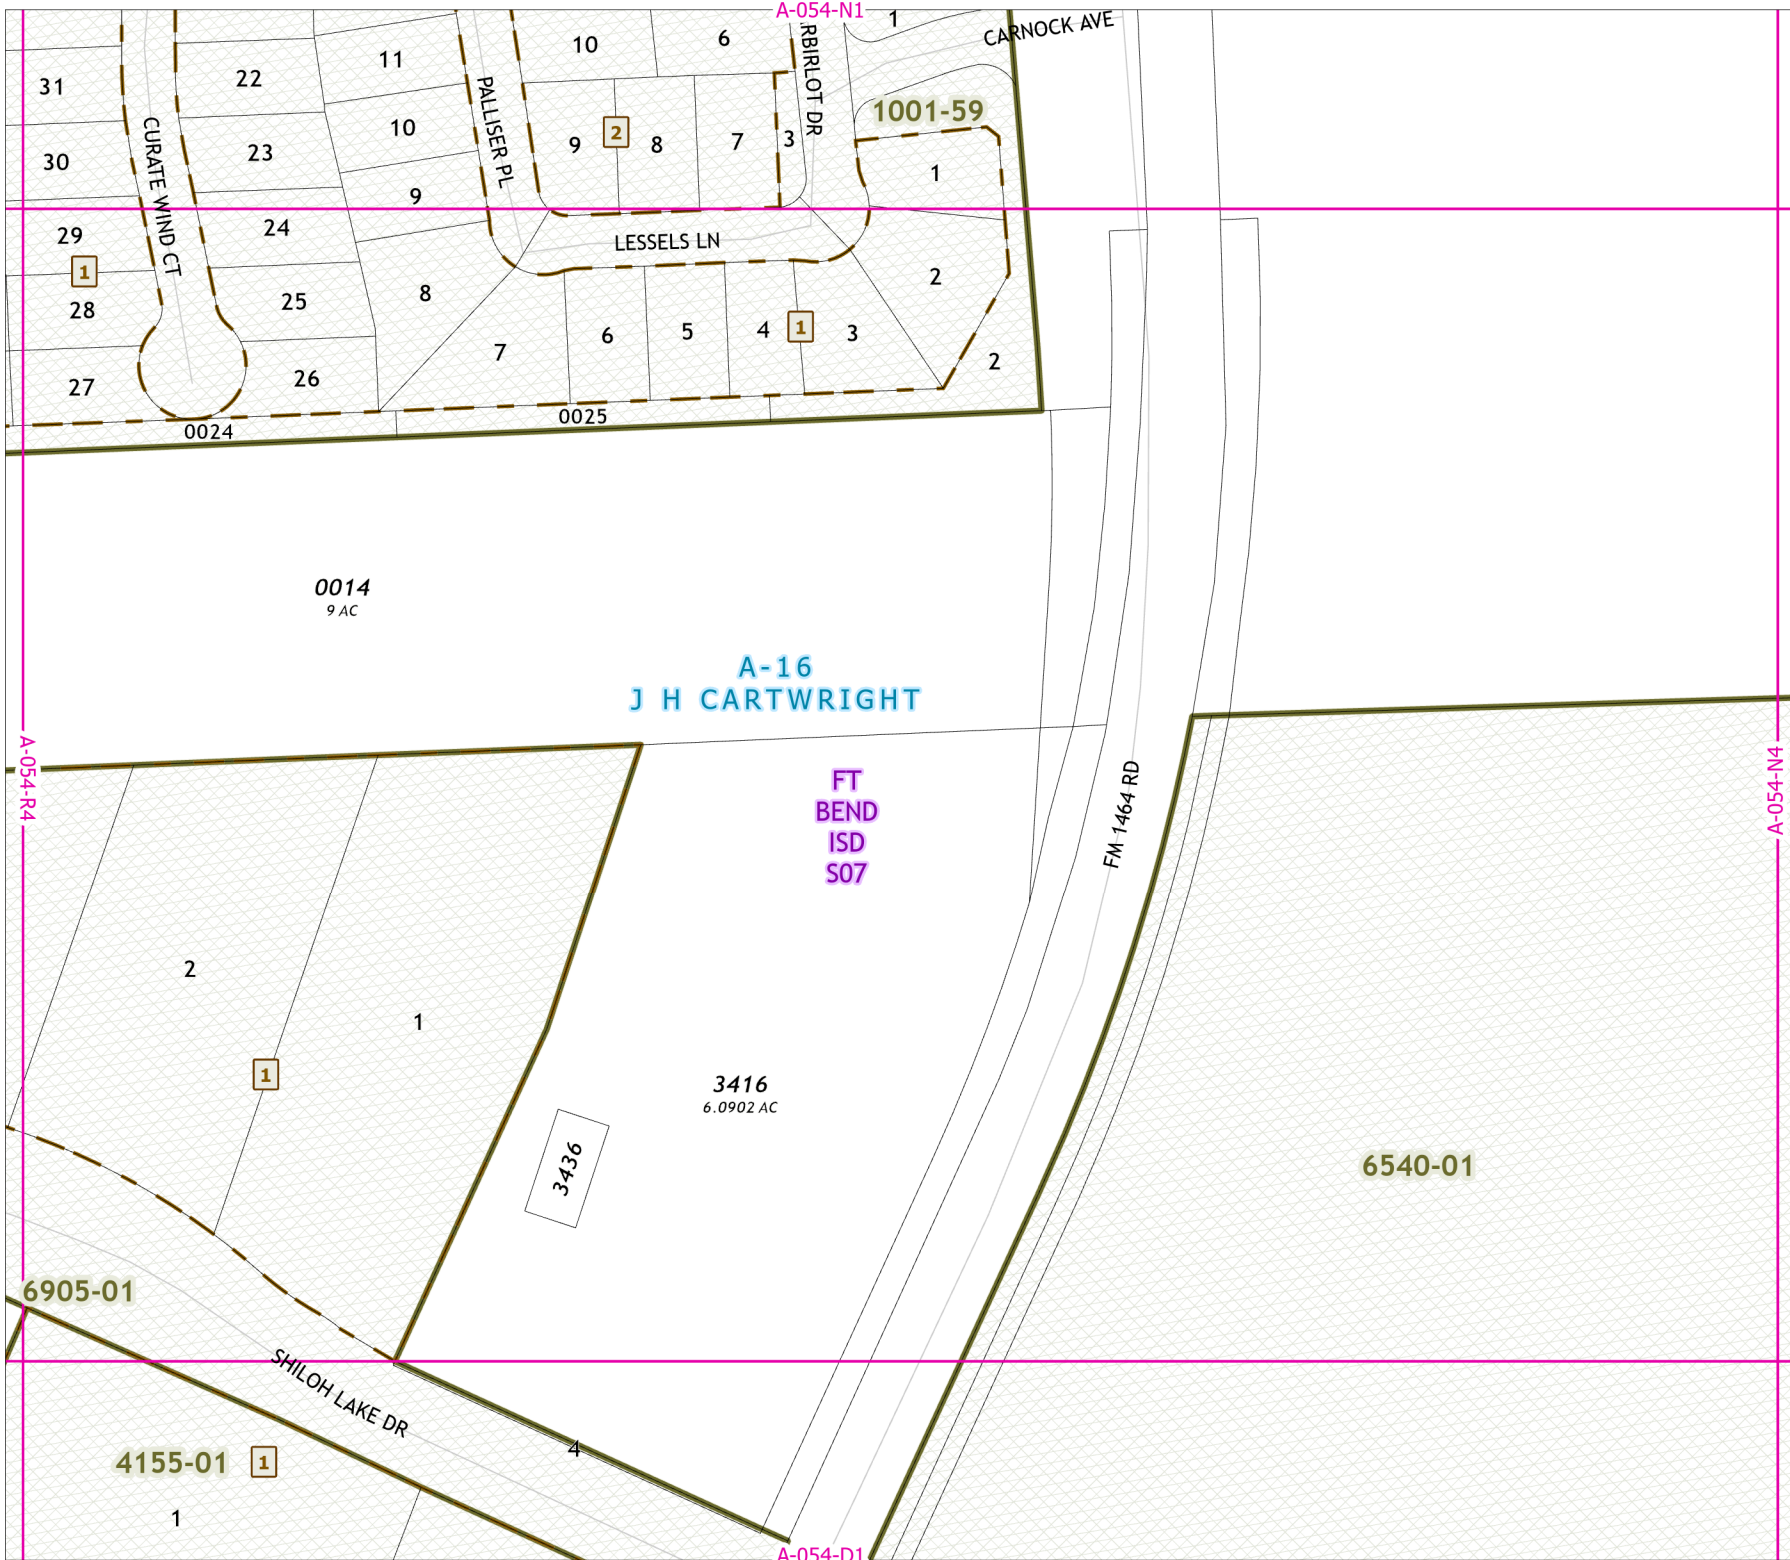 A-054-N1
1
CARNOCK AVE
31
22
11
10
6
RBIRLOT DR
PALLISER PL
1001-59
30
CURATE WIND CT
23
10
9
2
8
7
3
1
9
29
24
LESSELS LN
1
28
25
8
2
27
26
7
6
5
4
1
3
2
0024
0025
0014
9 AC
A-16
J H CARTWRIGHT
A-054-R4
A-054-N4
FT
BEND
ISD
S07
FM 1464 RD
2
1
1
3416
6.0902 AC
3436
6540-01
6905-01
SHILOH LAKE DR
4
4155-01
1
1
A-054-D1